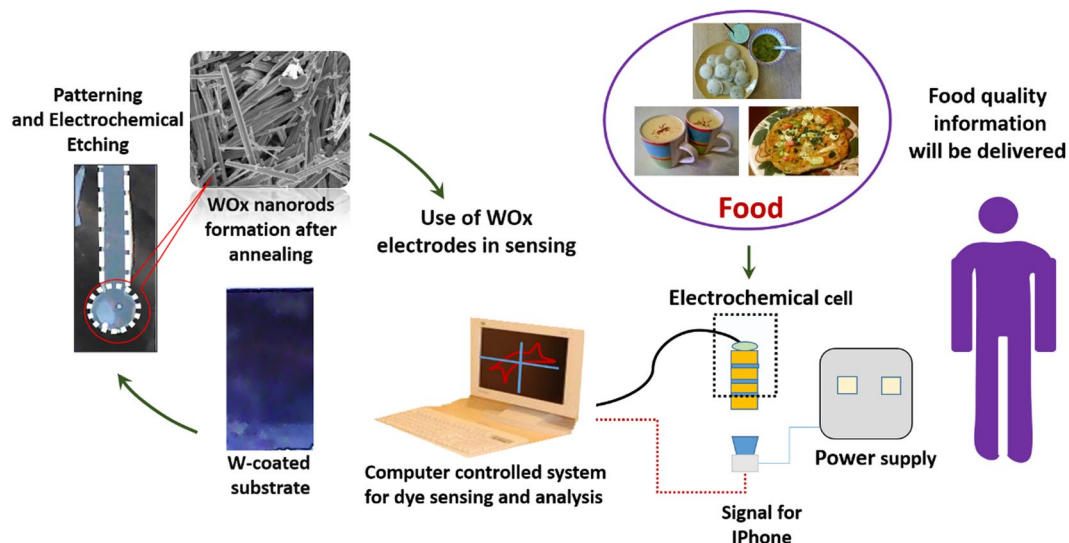 Patterning
and Electrochemical
Etching
WOx nanorods
formation after
annealing
W-coated
substrate
Use of WOx
electrodes in sensing
Computer controlled system
for dye sensing and analysis
Food
Electrochemical cell
Power supply
Signal for
IPhone
Food quality
information
will be delivered